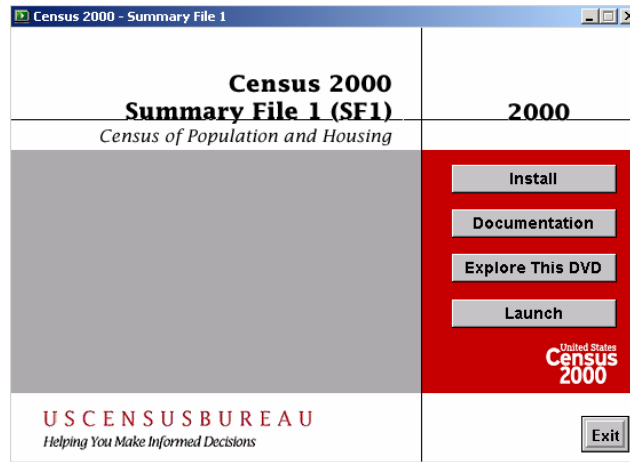 Census 2000 - Summary File 1
Census 2000
Summary File 1 (SF1)
Census of Population and Housing
2000
Install
Documentation
Explore This DVD
Launch
United States
Census
2000
USCENSUSBUREAU
Helping You Make Informed Decisions
Exit